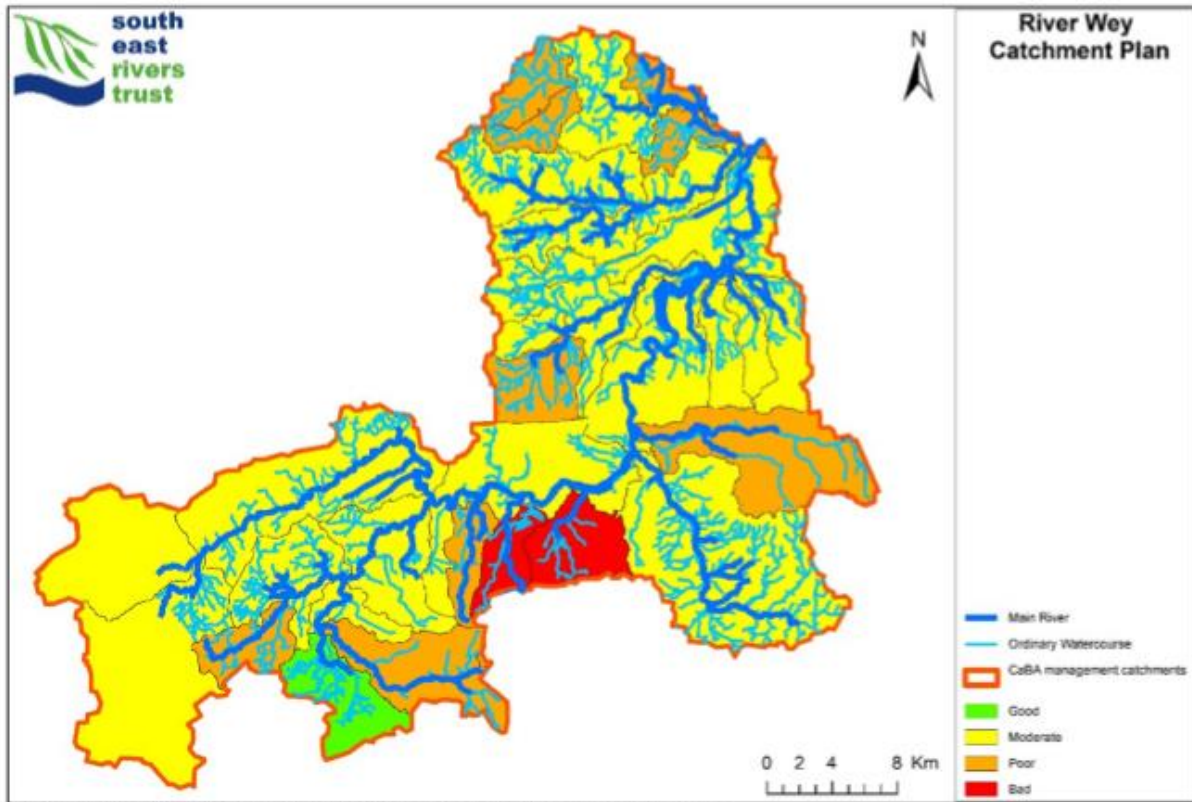 south
east
rivers
trust
River Wey
Catchment Plan
N
Main River
Ordinary Watercourse
CaBA management catchments
Good
Moderate
Poor
Bad
0 2 4 8 Km